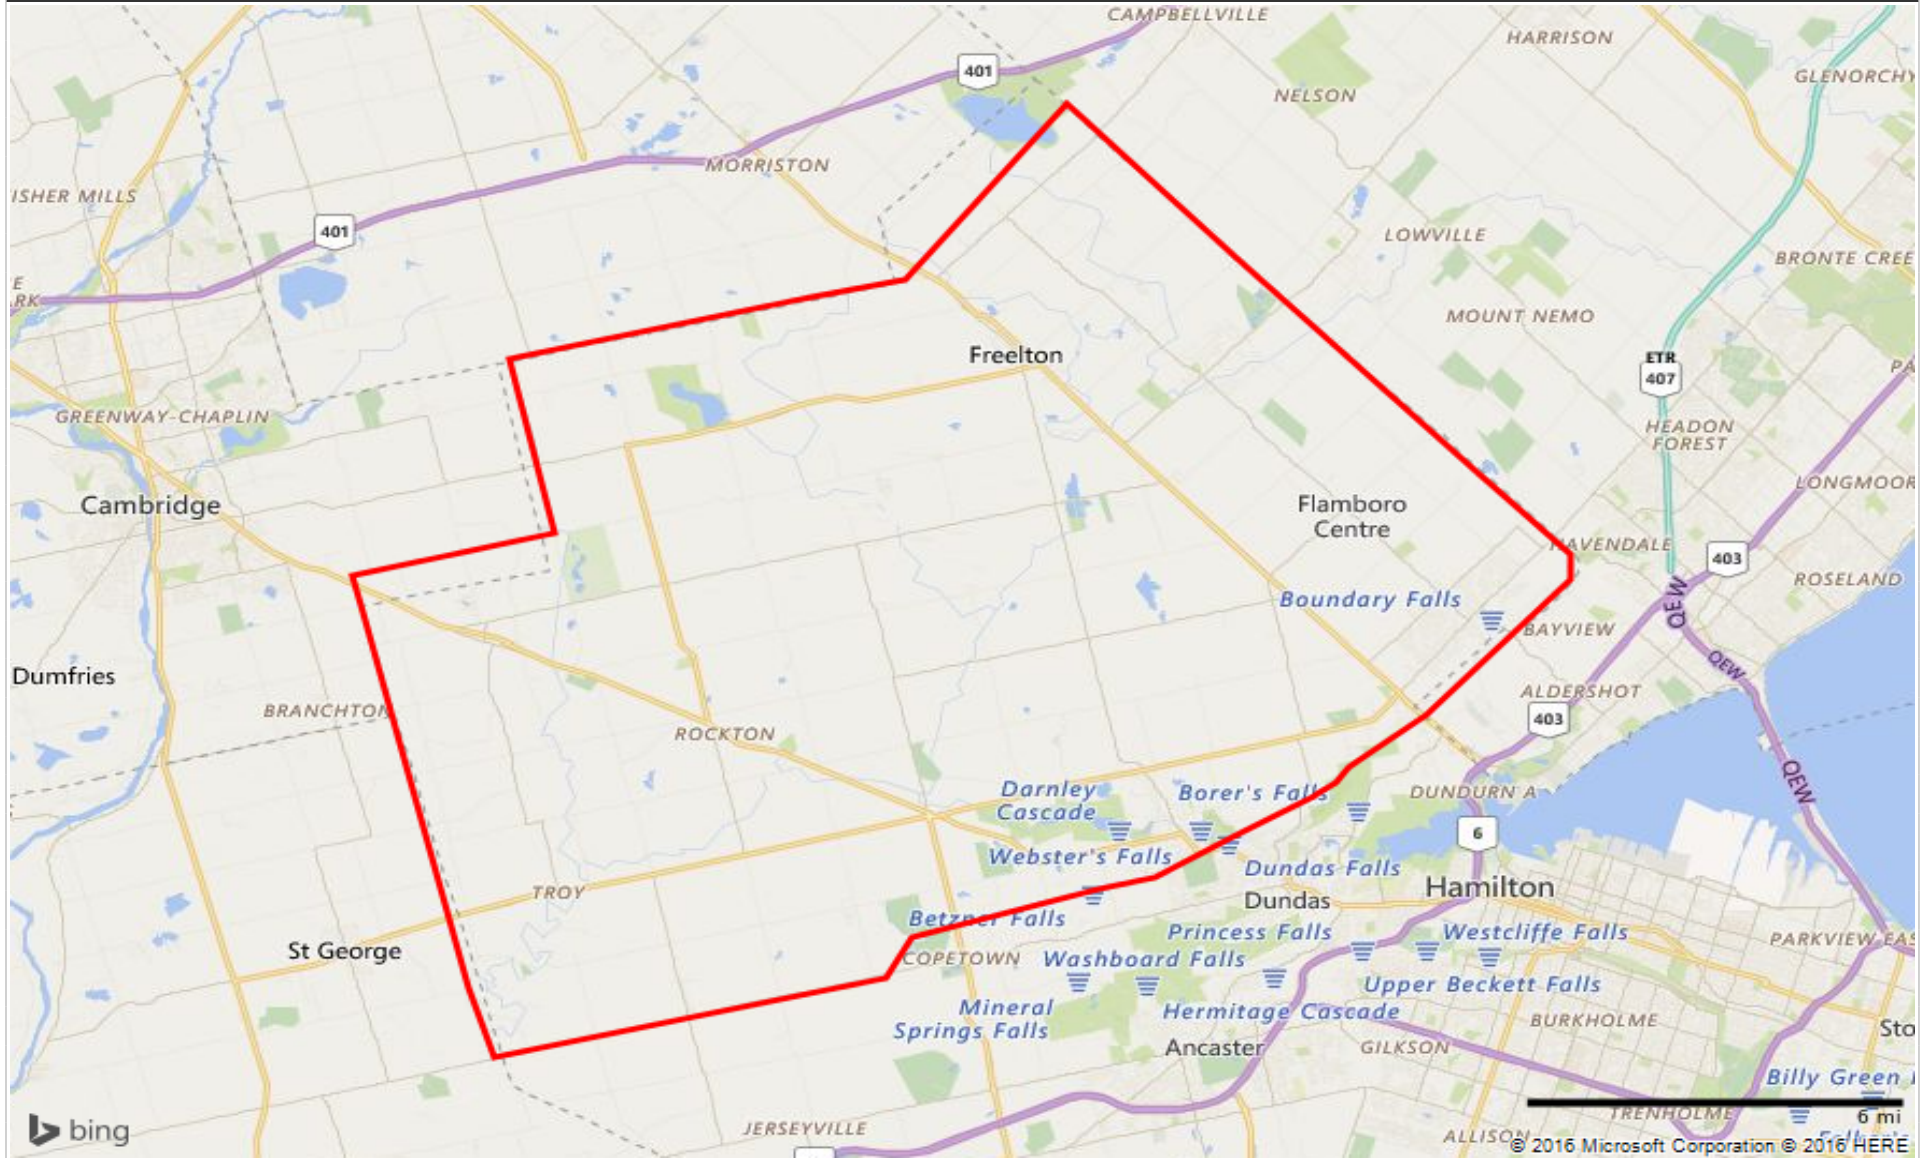 CAMPBELLVILLE
HARRISON
GLENORCHY
401
NELSON
MORRISTON
ISHER MILLS
401
LOWVILLE
BRONTE CREE
E
RK
MOUNT NEMO
Freelton
ETR
407
PA
GREENWAY-CHAPLIN
HEADON
FOREST
LONGMOOR
Cambridge
Flamboro
Centre
HAVENDALE
403
ROSELAND
Boundary Falls
QEW
BAYVIEW
QEW
Dumfries
ALDERSHOT
BRANCHTON
403
ROCKTON
QEW
Darnley
Cascade
Borer's Falls
DUNDURN A
6
Webster's Falls
Dundas Falls
Hamilton
TROY
Dundas
Betzner Falls
Princess Falls
Westcliffe Falls
PARKVIEW EAS
St George
COPETOWN
Washboard Falls
Upper Beckett Falls
Mineral
Springs Falls
Hermitage Cascade
BURKHOLME
Sto
Ancaster
GILKSON
Billy Green
TRENHOLME
6 mi
bing
JERSEYVILLE
ALLISON
© 2016 Microsoft Corporation © 2016 HERE